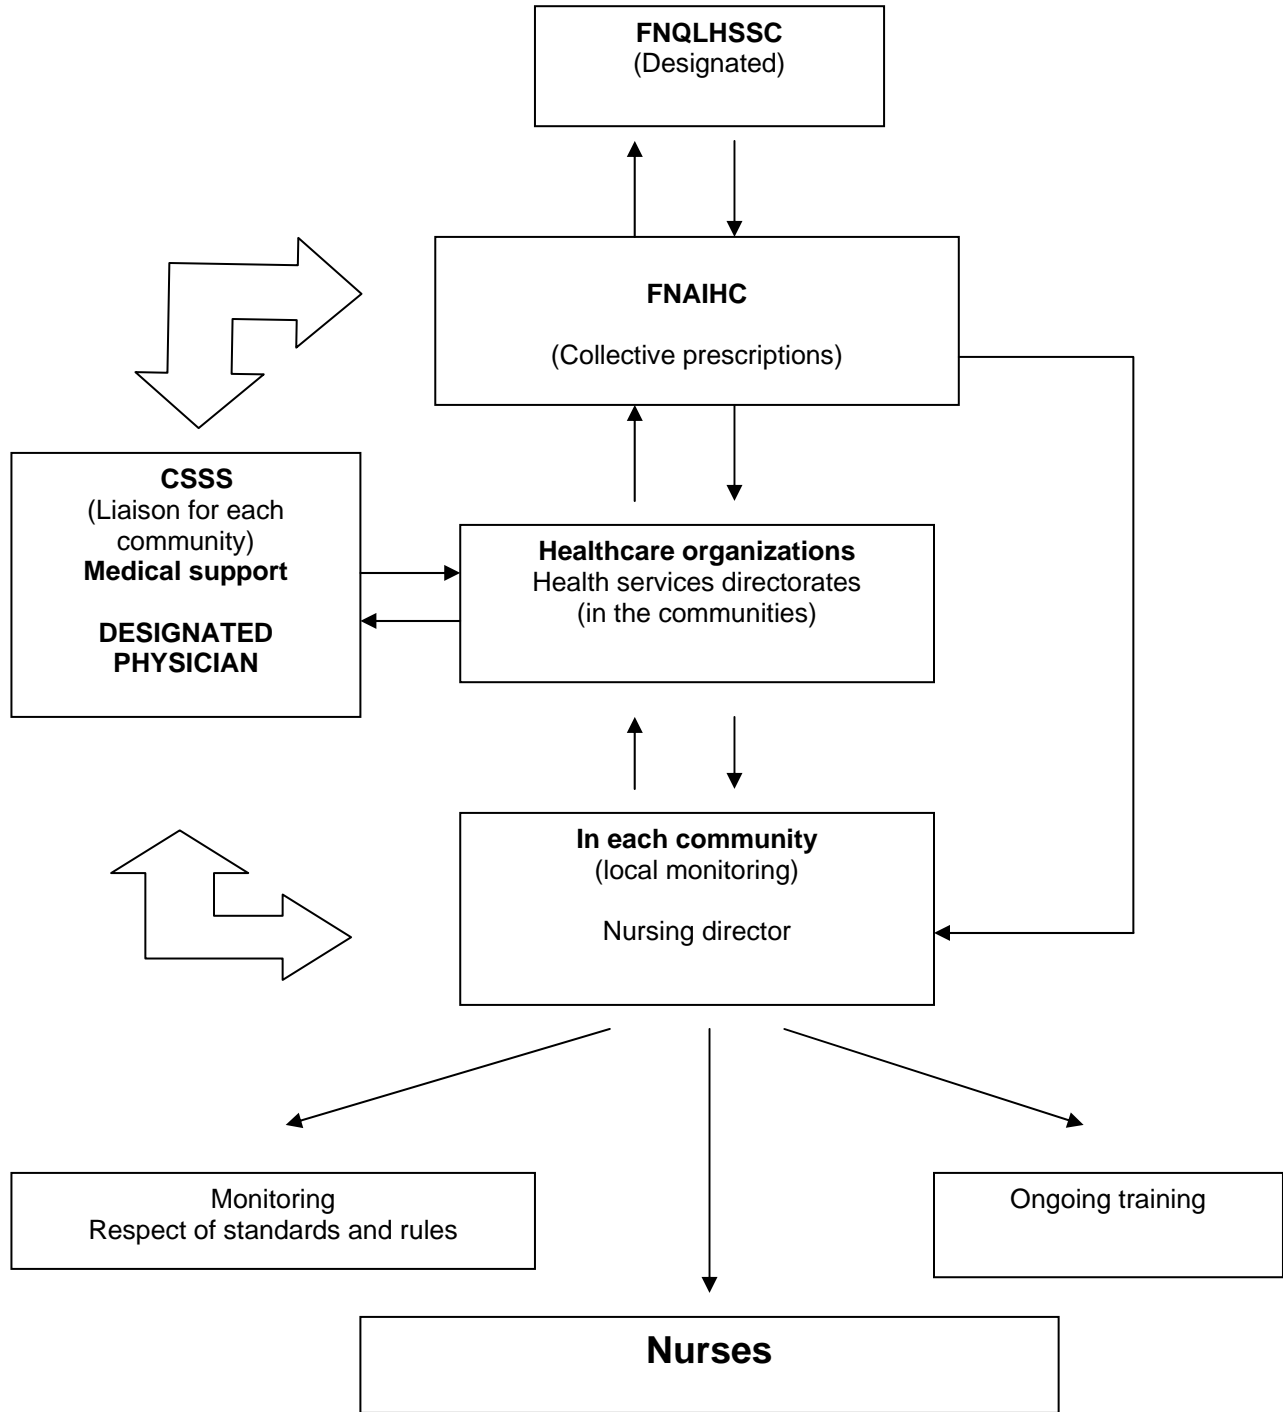 FNQLHSSC
(Designated)
FNAIHC
(Collective prescriptions)
CSSS
(Liaison for each
community)
Medical support
DESIGNATED
PHYSICIAN
Healthcare organizations
Health services directorates
(in the communities)
In each community
(local monitoring)
Nursing director
Monitoring
Respect of standards and rules
Ongoing training
Nurses